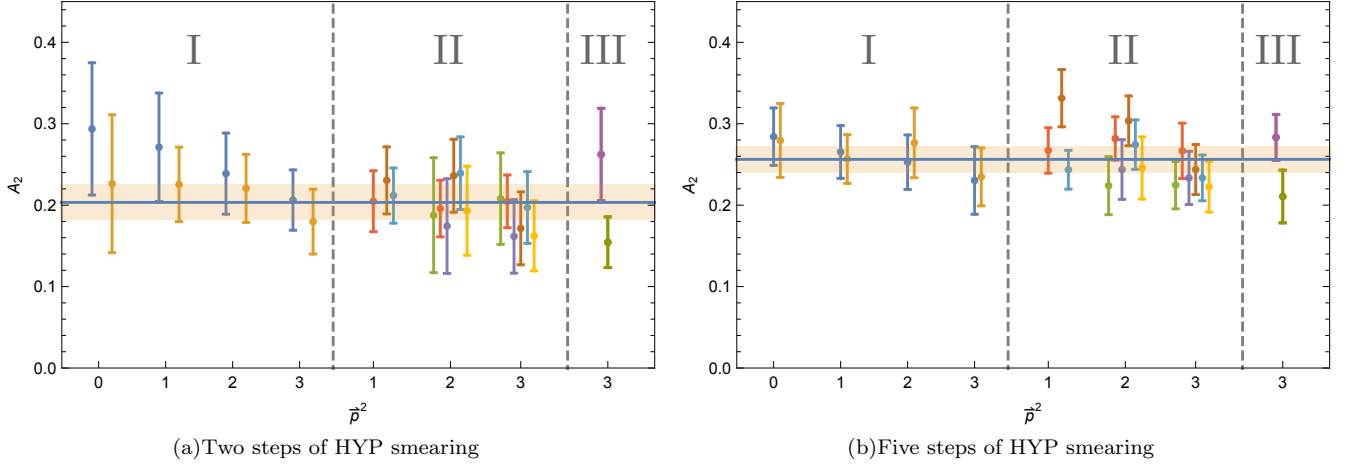 I II III
A2
0.4
0.3
0.2
0.1
0.0
0 1 2 3 1 2 3 3
p⃗ 2
(a)Two steps of HYP smearing
I II III
A2
0.4
0.3
0.2
0.1
0.0
0 1 2 3 1 2 3 3
p⃗ 2
(b)Five steps of HYP smearing